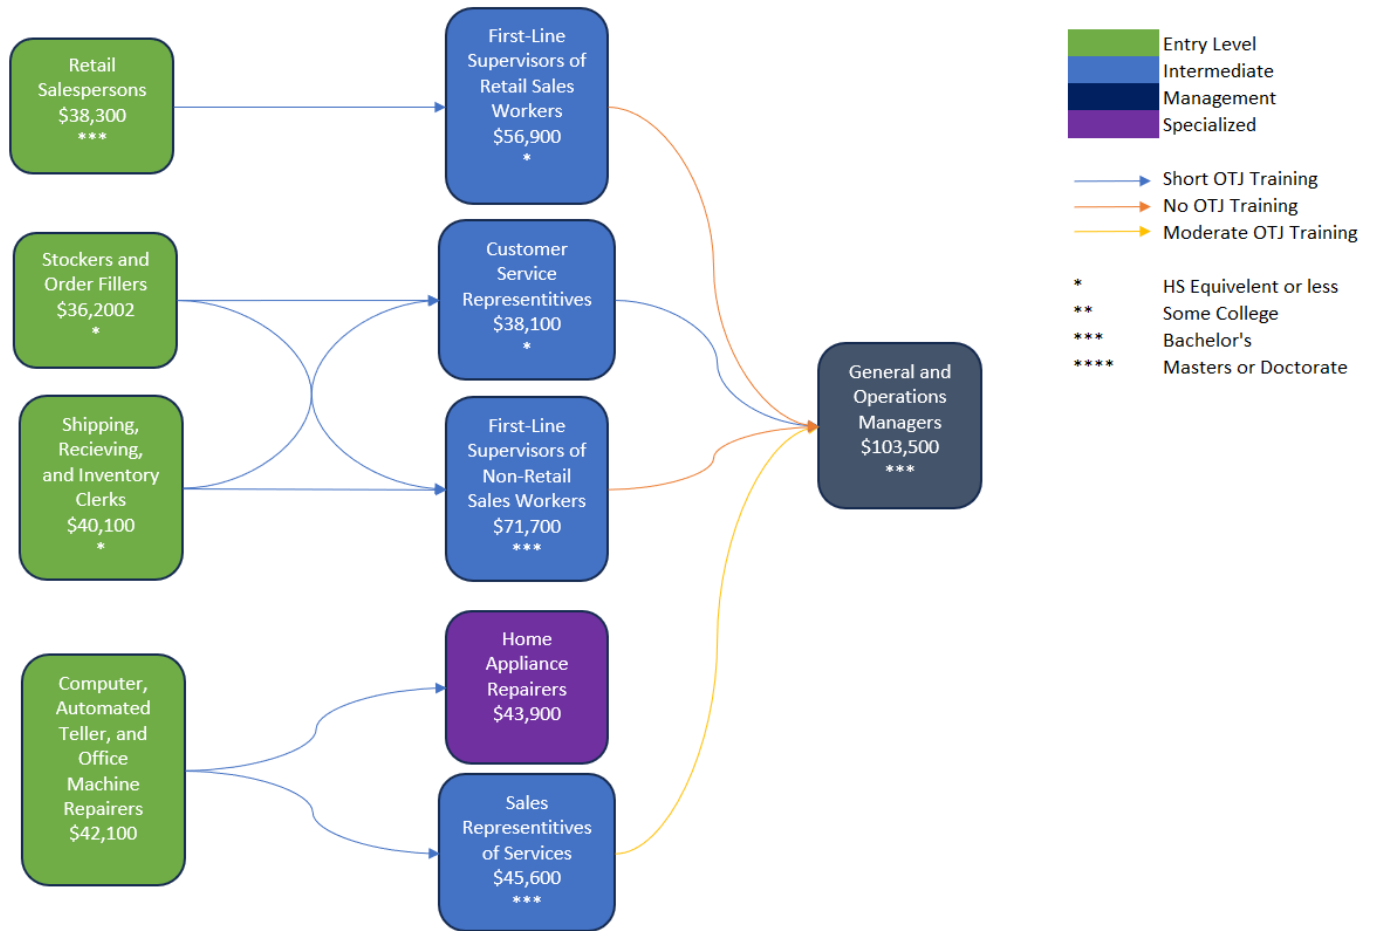 Retail
Salespersons
$38,300
***
First-Line
Supervisors of
Retail Sales
Workers
$56,900
*
Stockers and
Order Fillers
$36,2002
*
Customer
Service
Representitives
$38,100
*
Shipping,
Recieving,
and Inventory
Clerks
$40,100
*
First-Line
Supervisors of
Non-Retail
Sales Workers
$71,700
***
General and
Operations
Managers
$103,500
***
Computer,
Automated
Teller, and
Office
Machine
Repairers
$42,100
Home
Appliance
Repairers
$43,900
Sales
Representitives
of Services
$45,600
***
Entry Level
Intermediate
Management
Specialized
Short OTJ Training
No OTJ Training
Moderate OTJ Training
* HS Equivelent or less
** Some College
*** Bachelor's
**** Masters or Doctorate